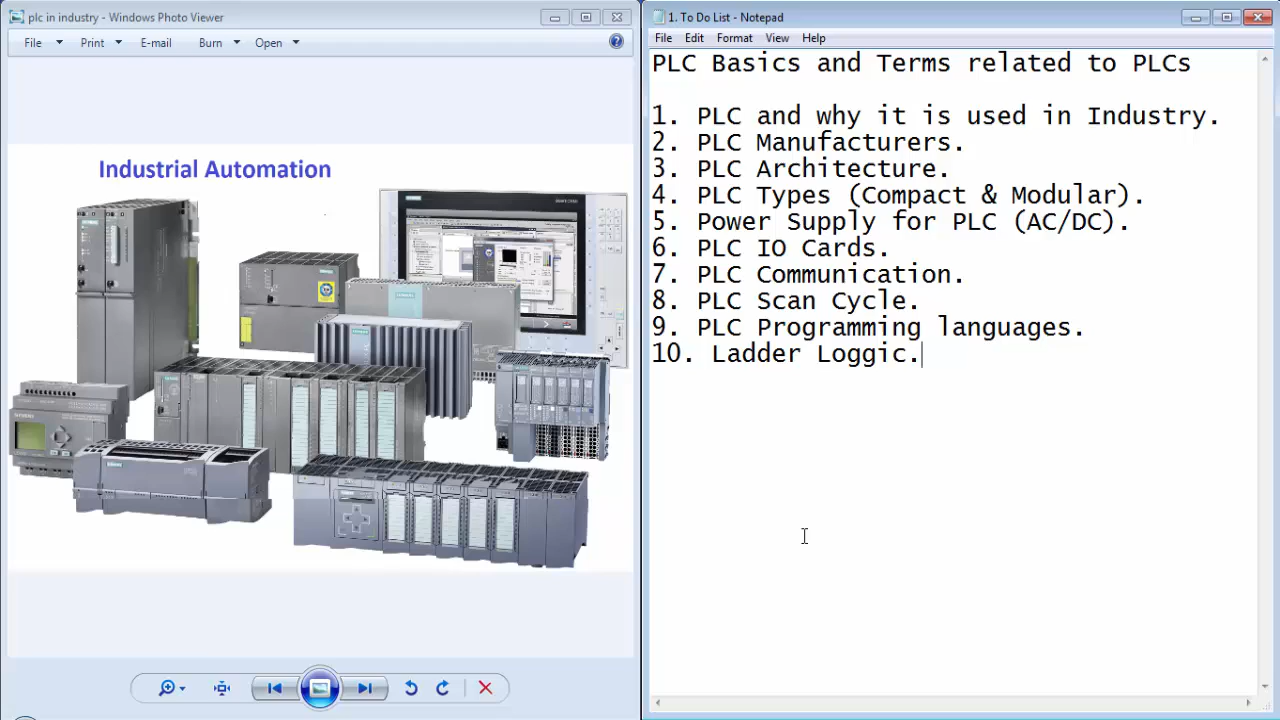 plc in industry - Windows Photo Viewer
File Print E-mail Burn Open
Industrial Automation
SIEMENS
1. To Do List - Notepad
File Edit Format View Help
PLC Basics and Terms related to PLCs
1. PLC and why it is used in Industry.
2. PLC Manufacturers.
3. PLC Architecture.
4. PLC Types (Compact & Modular).
5. Power Supply for PLC (AC/DC).
6. PLC IO Cards.
7. PLC Communication.
8. PLC Scan Cycle.
9. PLC Programming languages.
10. Ladder Loggic.